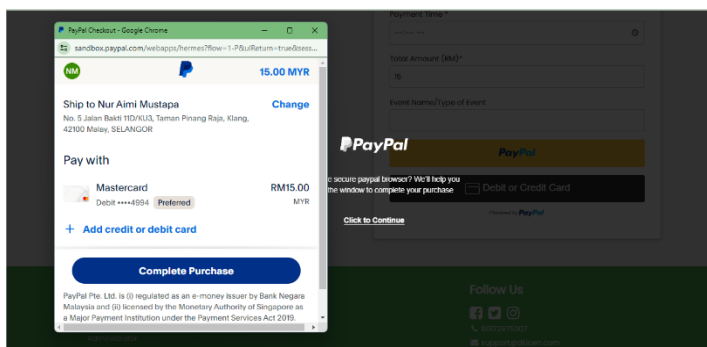 PayPal Checkout - Google Chrome
sandbox.paypal.com/webapps/hermes?flow=1-P&ulReturn=true&sess...
NM
15.00 MYR
Ship to Nur Aimi Mustapa
Change
No. 5 Jalan Bakti 11D/KU3, Taman Pinang Raja, Klang,
42100 Malay, SELANGOR
Pay with
Mastercard
RM15.00
Debit ••••4994
Preferred
MYR
+ Add credit or debit card
Complete Purchase
PayPal Pte. Ltd. is (i) regulated as an e-money issuer by Bank Negara
Malaysia and (ii) licensed by the Monetary Authority of Singapore as
a Major Payment Institution under the Payment Services Act 2019.
PayPal
e secure paypal browser? We'll help you
the window to complete your purchase
Click to Continue
Payment Time *
Total Amount (RM)*
15
Event Name/Type of Event
PayPal
Debit or Credit Card
Powered by PayPal
Follow Us